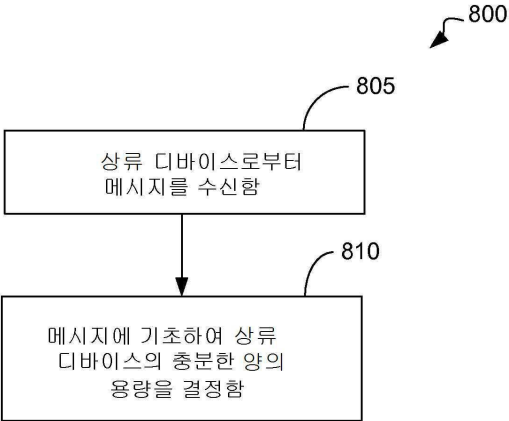 800
805
상류 디바이스로부터
메시지를 수신함
810
메시지에 기초하여 상류
디바이스의 충분한 양의
용량을 결정함